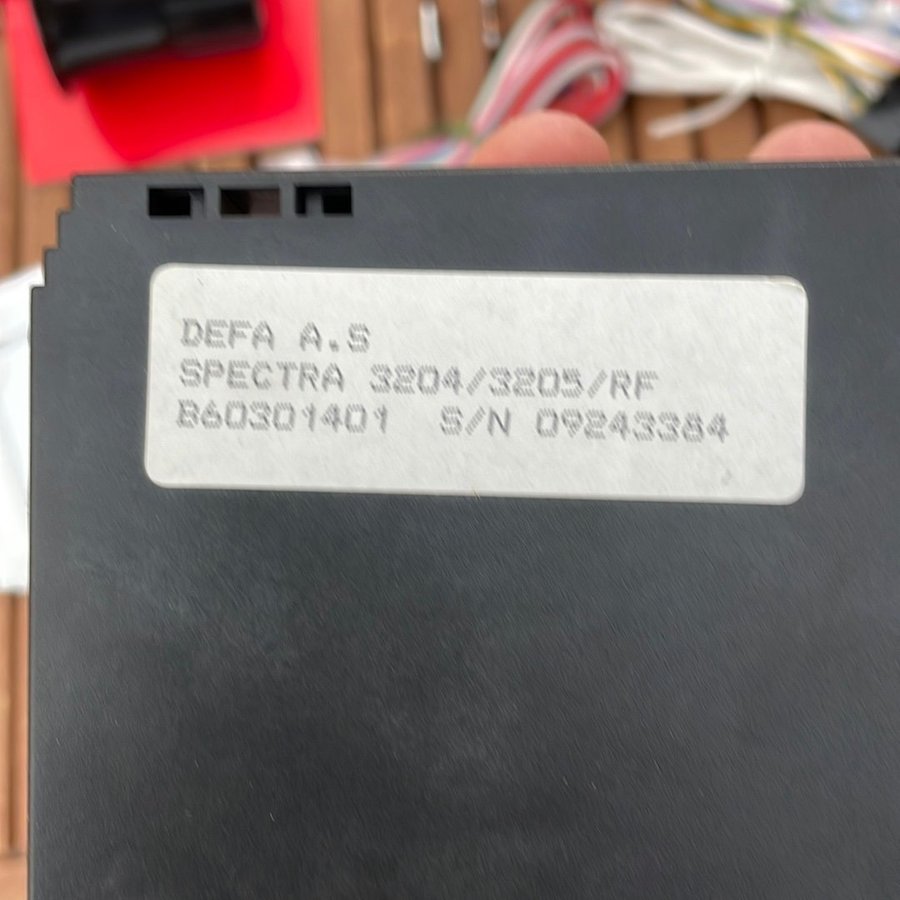 DEFA A.S
SPECTRA 3204/3205/RF
B60301401 S/N 09243384